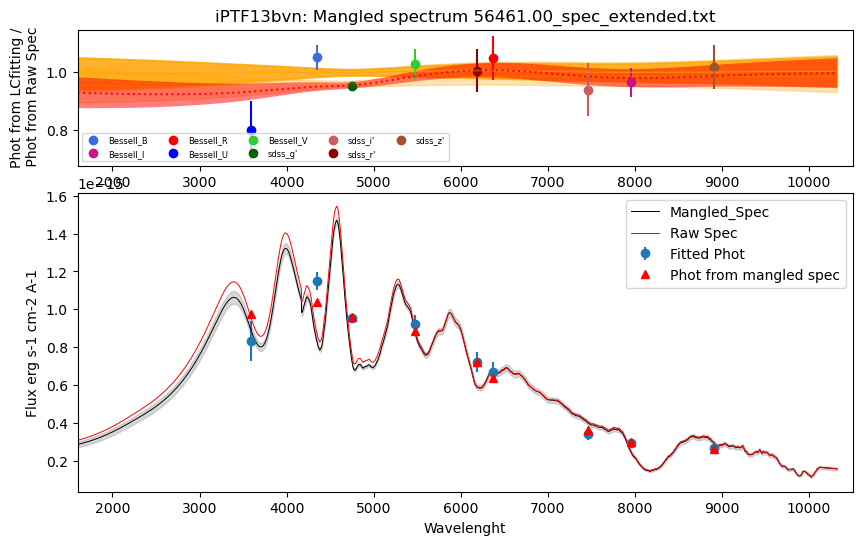 iPTF13bvn: Mangled spectrum 56461.00_spec_extended.txt
Phot from LCfitting /
Phot from Raw Spec
1.0
0.8
Bessell_B
Bessell_R
Bessell_V
sdss_i'
sdss_z'
Bessell_I
Bessell_U
sdss_g'
sdss_r'
2000 3000 4000 5000 6000 7000 8000 9000 10000
1e−15
1.6
1.4
1.2
1.0
0.8
0.6
0.4
0.2
Flux erg s-1 cm-2 A-1
Mangled_Spec
Raw Spec
Fitted Phot
Phot from mangled spec
2000 3000 4000 5000 6000 7000 8000 9000 10000
Wavelenght